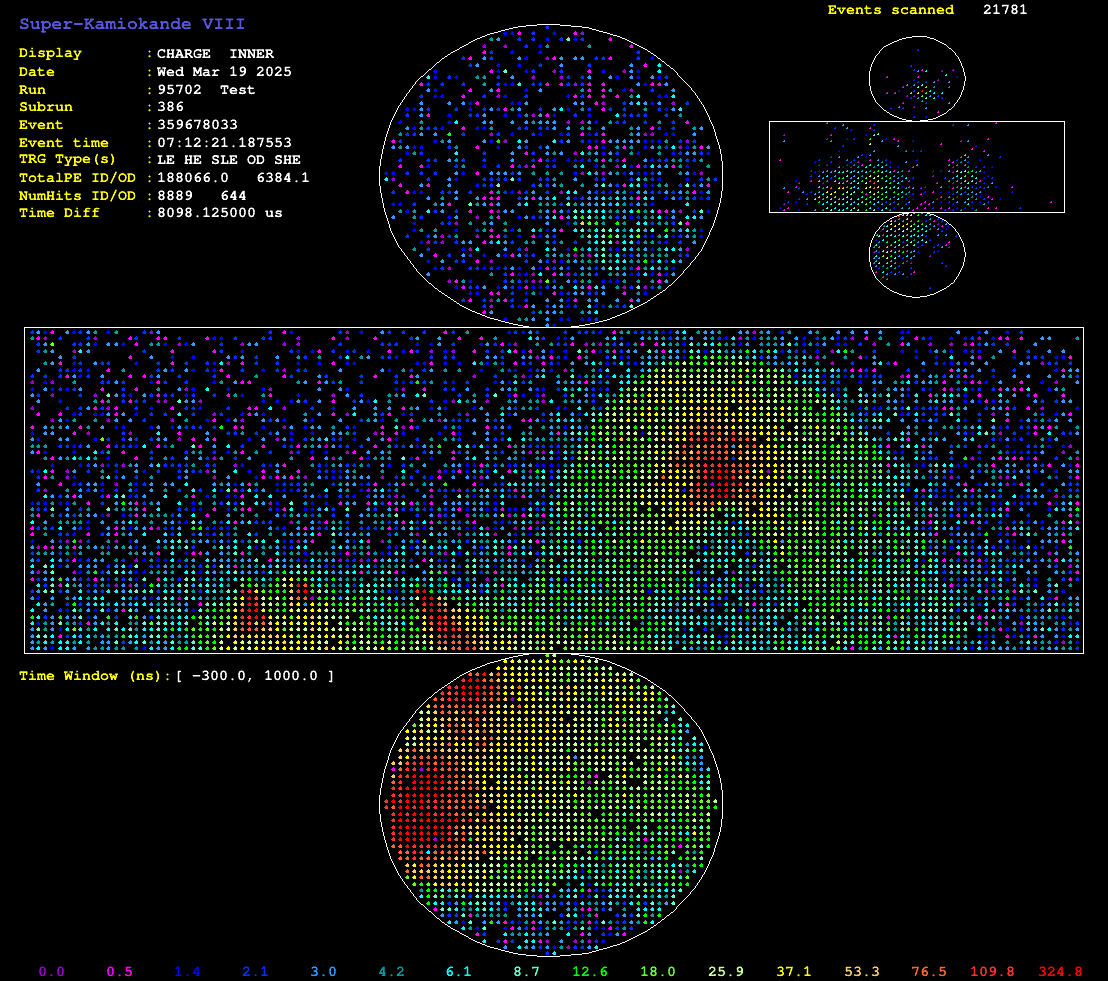 Super-Kamiokande VIII
Events scanned 21781
Display : CHARGE INNER
Date : Wed Mar 19 2025
Run : 95702 Test
Subrun : 386
Event : 359678033
Event time : 07:12:21.187553
TRG Type(s) : LE HE SLE OD SHE
TotalPE ID/OD : 188066.0 6384.1
NumHits ID/OD : 8889 644
Time Diff : 8098.125000 us
Time Window (ns): [ -300.0, 1000.0 ]
0.0 0.5 1.4 2.1 3.0 4.2 6.1 8.7 12.6 18.0 25.9 37.1 53.3 76.5 109.8 324.8